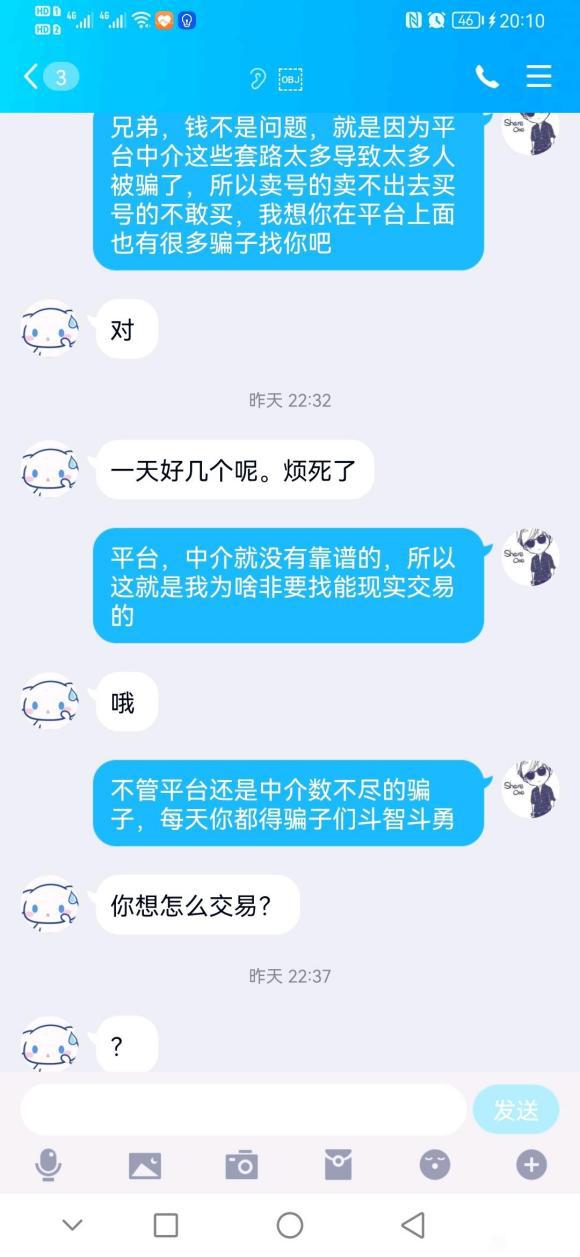 HD 1
HD 2
4G
4G
46
20:10
3
OBJ
兄弟，钱不是问题，就是因为平
台中介这些套路太多导致太多人
被骗了，所以卖号的卖不出去买
号的不敢买，我想你在平台上面
也有很多骗子找你吧
Share
One
对
昨天 22:32
一天好几个呢。烦死了
平台，中介就没有靠谱的，所以
这就是我为啥非要找能现实交易
的
Share
One
哦
不管平台还是中介数不尽的骗
子，每天你都得骗子们斗智斗勇
Share
One
你想怎么交易？
昨天 22:37
？
发送